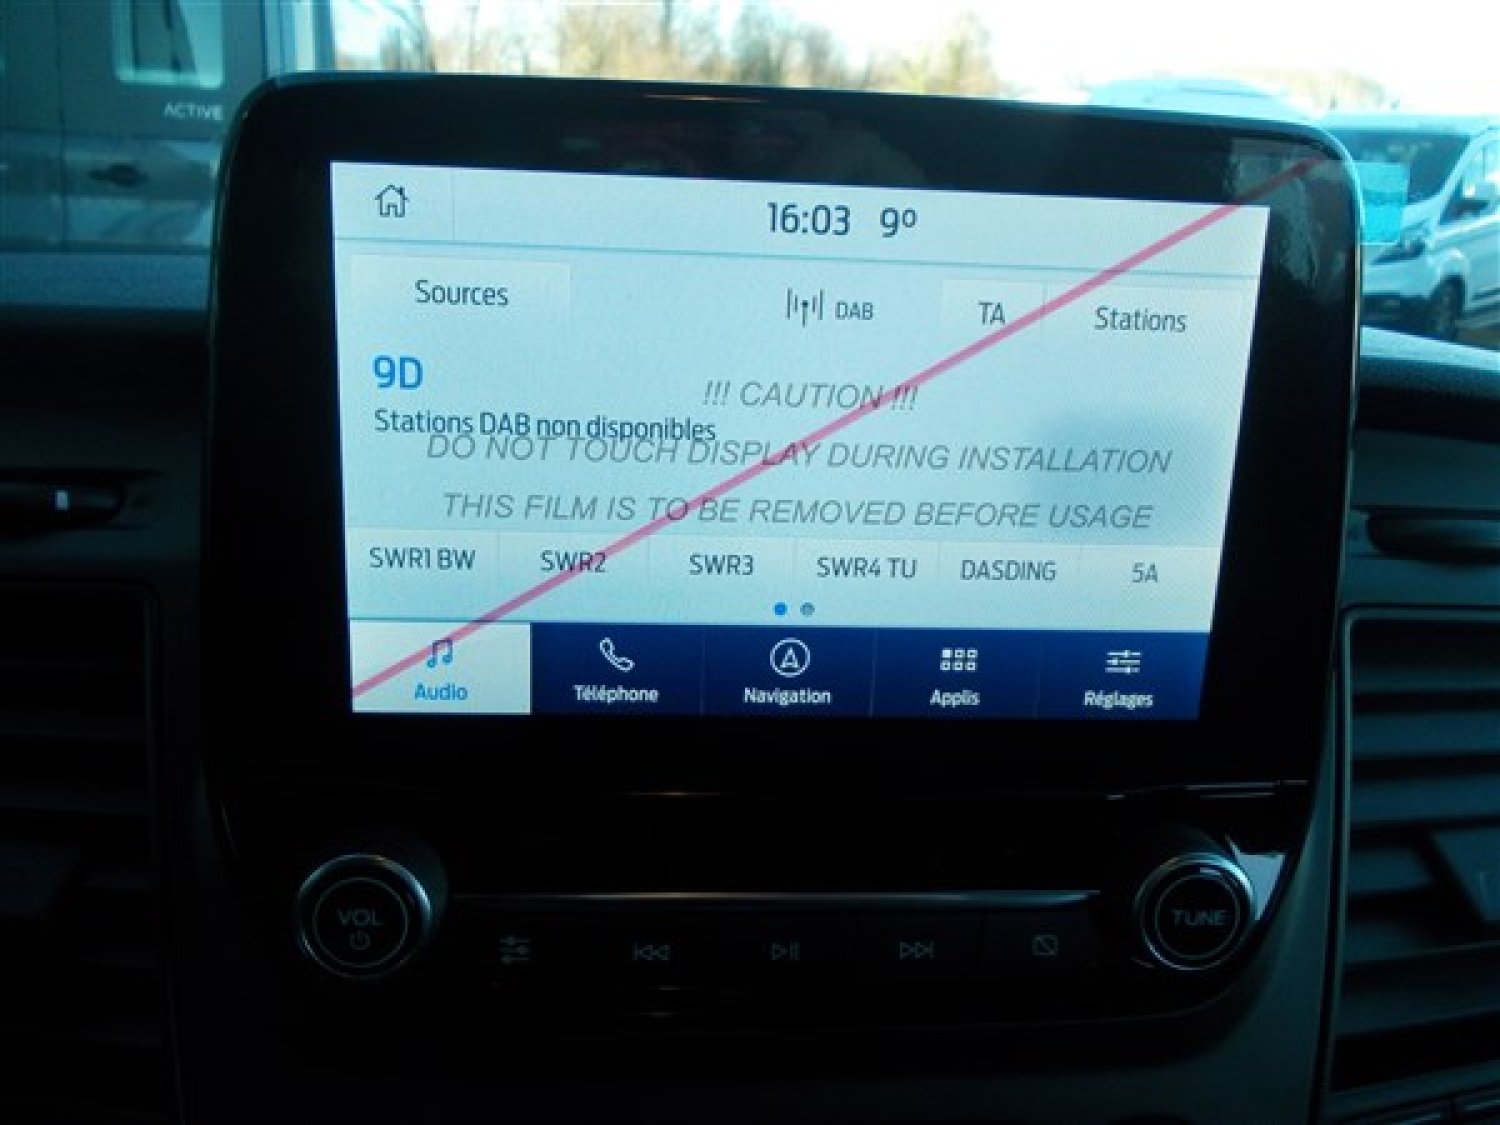 ACTIVE
16:03 9º
Sources
DAB
TA
Stations
9D
!!! CAUTION !!!
Stations DAB non disponibles
DO NOT TOUCH DISPLAY DURING INSTALLATION
THIS FILM IS TO BE REMOVED BEFORE USAGE
SWR1 BW
SWR2
SWR3
SWR4 TU
DASDING
5A
Audio
Téléphone
Navigation
Applis
Réglages
VOL
TUNE